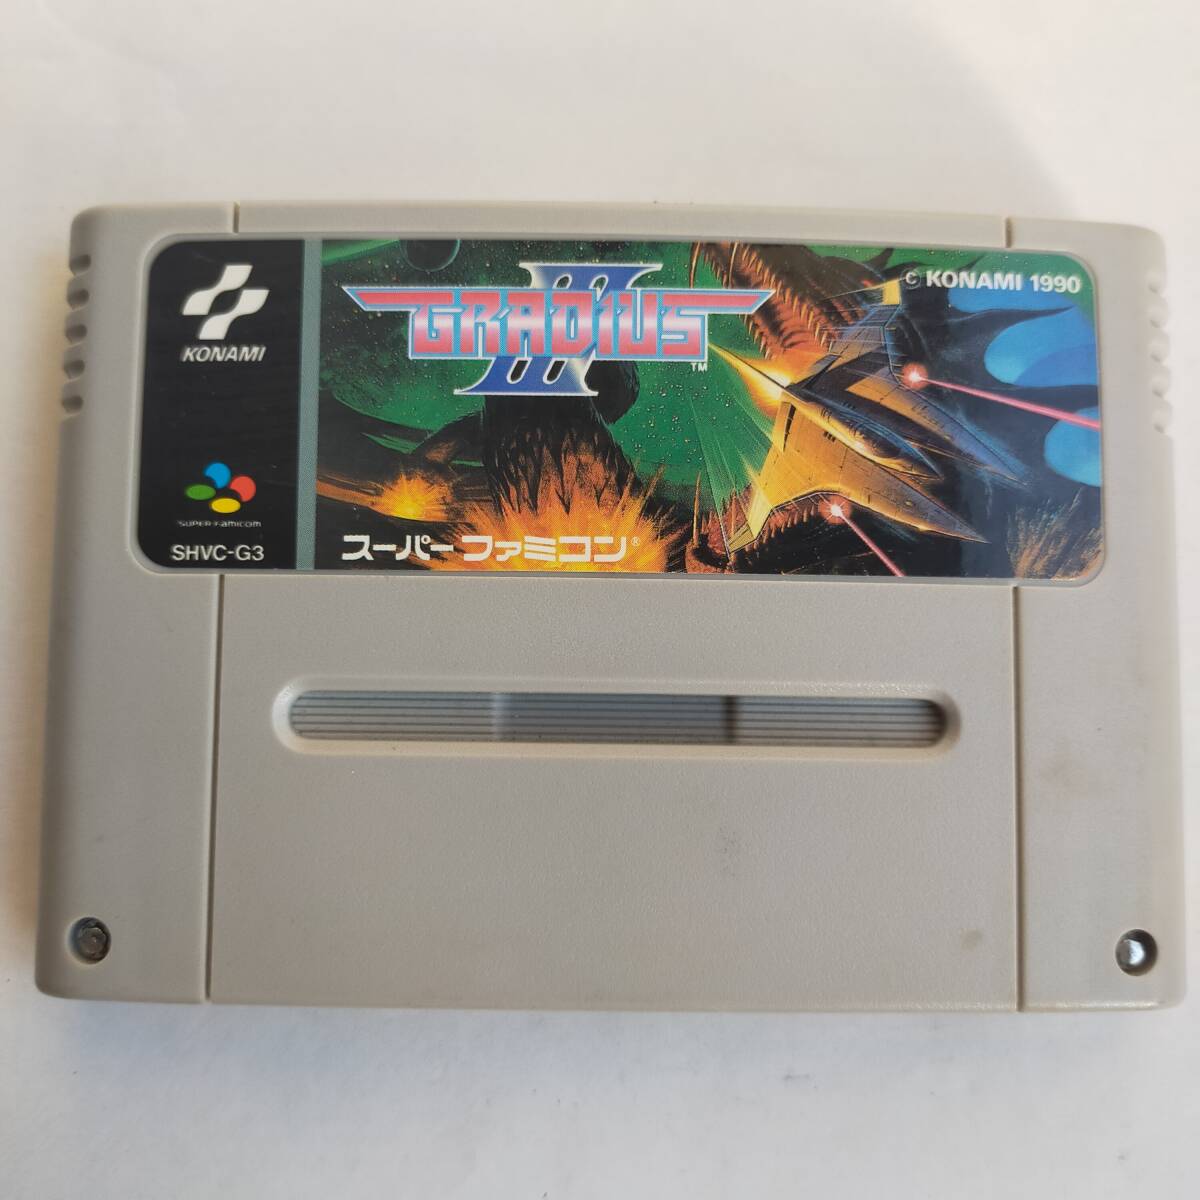 KONAMI
SUPER FAMICOM
SHVC-G3
III
GRADIUS
TM
© KONAMI 1990
スーパーファミコン®